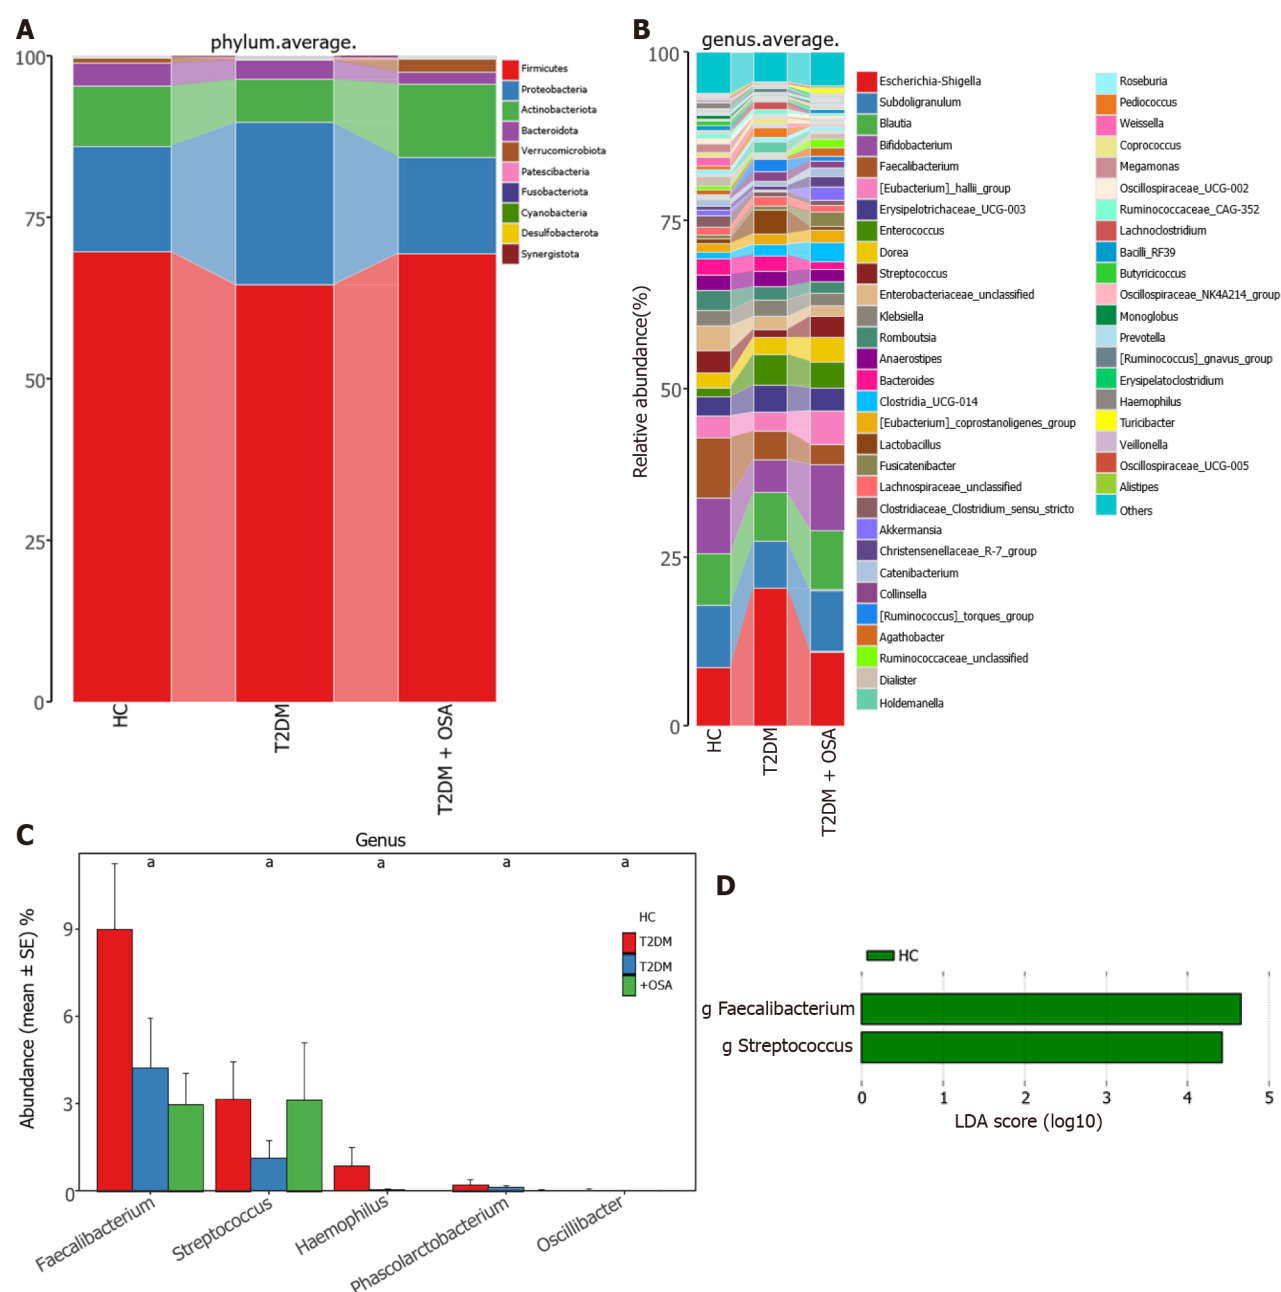 A
phylum.average.
100
75
50
25
0
HC
T2DM
T2DM + OSA
Firmicutes
Proteobacteria
Actinobacteriota
Bacteroidota
Verrucomicrobiota
Patescibacteria
Fusobacteriota
Cyanobacteria
Desulfobacterota
Synergistota
B
genus.average.
Relative abundance(%)
100
75
50
25
0
HC
T2DM
T2DM + OSA
Escherichia-Shigella
Subdoligranulum
Blautia
Bifidobacterium
Faecalibacterium
[Eubacterium]_hallii_group
Erysipelotrichaceae_UCG-003
Enterococcus
Dorea
Streptococcus
Enterobacteriaceae_unclassified
Klebsiella
Romboutsia
Anaerostipes
Bacteroides
Clostridia_UCG-014
[Eubacterium]_coprostanoligenes_group
Lactobacillus
Fusicatenibacter
Lachnospiraceae_unclassified
Clostridiaceae_Clostridium_sensu_stricto
Akkermansia
Christensenellaceae_R-7_group
Catenibacterium
Collinsella
[Ruminococcus]_torques_group
Agathobacter
Ruminococcaceae_unclassified
Dialister
Holdemanella
Roseburia
Pediococcus
Weissella
Coprococcus
Megamonas
Oscillospiraceae_UCG-002
Ruminococcaceae_CAG-352
Lachnoclostridium
Bacilli_RF39
Butyricicoccus
Oscillospiraceae_NK4A214_group
Monoglobus
Prevotella
[Ruminococcus]_gnavus_group
Erysipelatoclostridium
Haemophilus
Turicibacter
Veillonella
Oscillospiraceae_UCG-005
Alistipes
Others
C
Genus
Abundance (mean ± SE) %
9
6
3
0
a a a a a
HC
T2DM
T2DM
+OSA
Faecalibacterium
Streptococcus
Haemophilus
Phascolarctobacterium
Oscillibacter
D
HC
g Faecalibacterium
g Streptococcus
0 1 2 3 4 5
LDA score (log10)